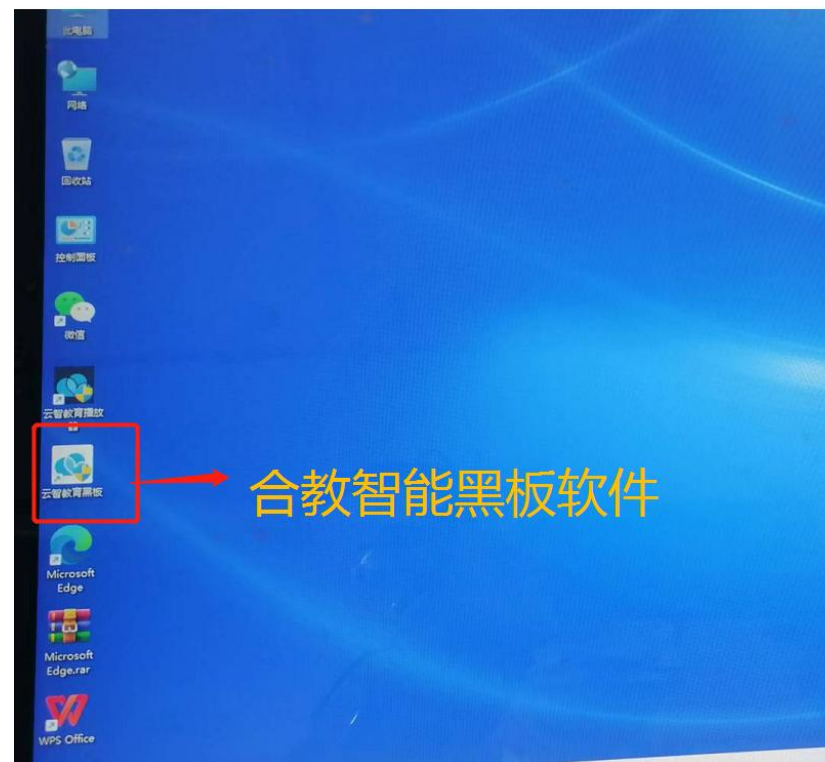 此电脑
网络
回收站
控制面板
微信
云智教育播放
器
云智教育黑板
合教智能黑板软件
Microsoft
Edge
Microsoft
Edge.rar
WPS Office